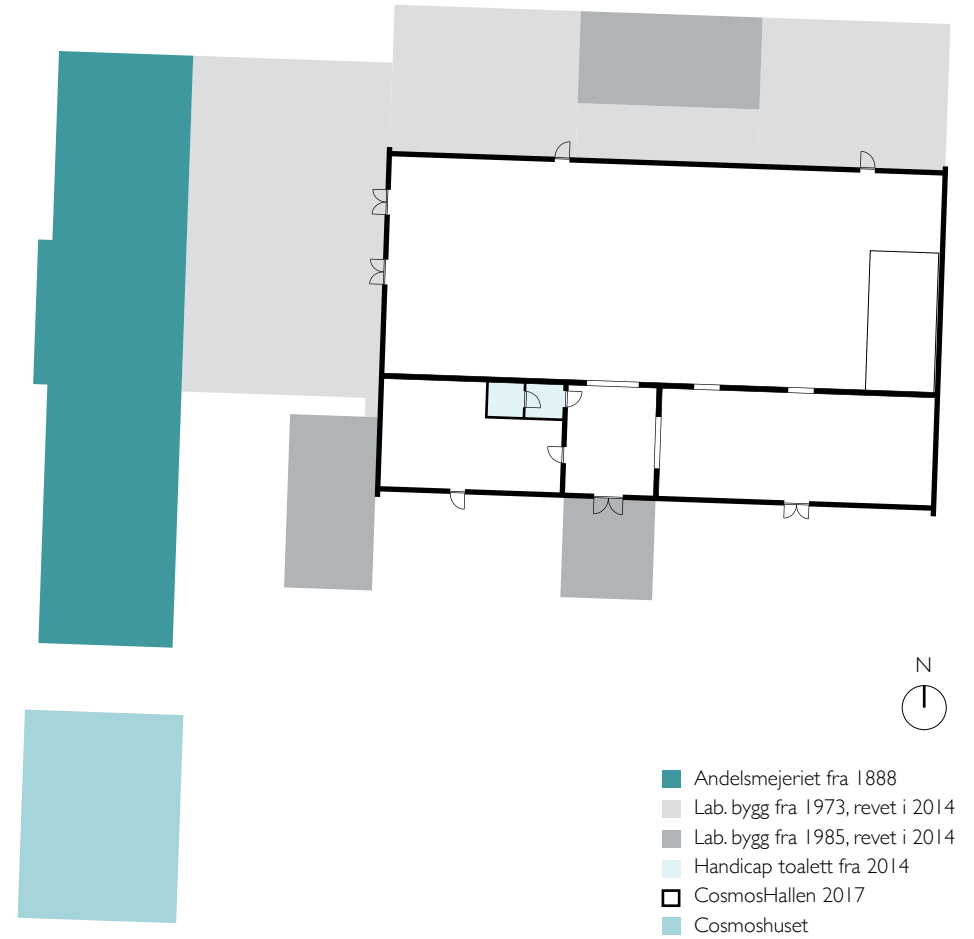 N
Andelsmejeriet fra 1888
Lab. bygg fra 1973, revet i 2014
Lab. bygg fra 1985, revet i 2014
Handicap toalett fra 2014
CosmosHallen 2017
Cosmoshuset